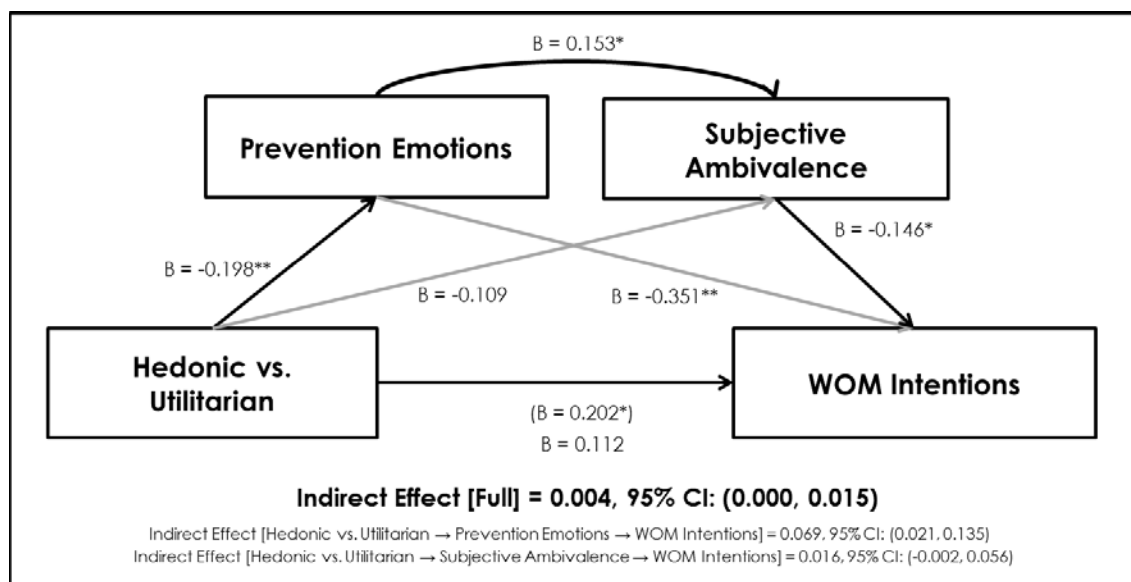 B = 0.153*
Prevention Emotions
Subjective
Ambivalence
B = -0.198**
B = -0.109
B = -0.351**
B = -0.146*
Hedonic vs.
Utilitarian
WOM Intentions
(B = 0.202*)
B = 0.112
Indirect Effect [Full] = 0.004, 95% CI: (0.000, 0.015)
Indirect Effect [Hedonic vs. Utilitarian → Prevention Emotions → WOM Intentions] = 0.069, 95% CI: (0.021, 0.135)
Indirect Effect [Hedonic vs. Utilitarian → Subjective Ambivalence → WOM Intentions] = 0.016, 95% CI: (-0.002, 0.056)